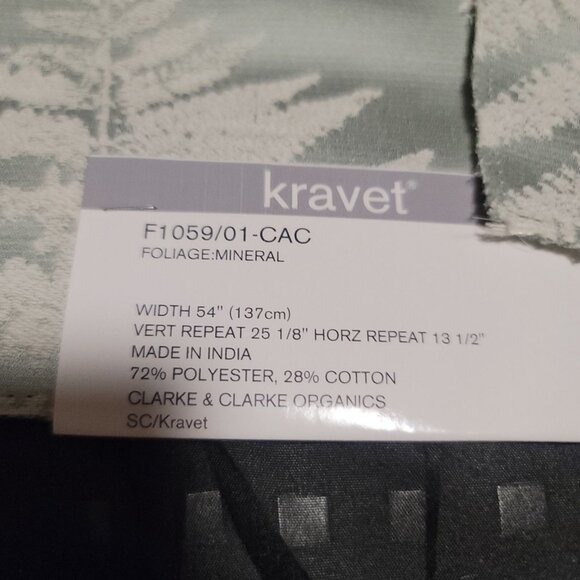 kravet®
F1059/01-CAC
FOLIAGE:MINERAL
WIDTH 54" (137cm)
VERT REPEAT 25 1/8" HORZ REPEAT 13 1/2"
MADE IN INDIA
72% POLYESTER, 28% COTTON
CLARKE & CLARKE ORGANICS
SC/Kravet